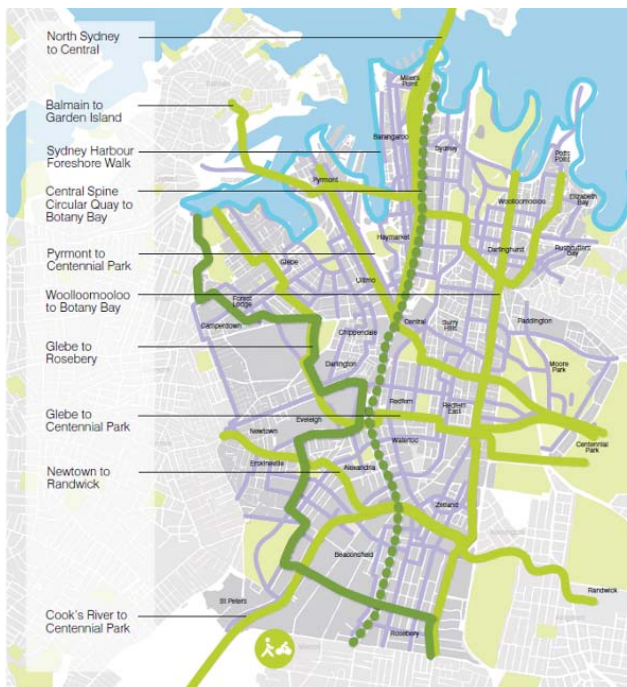 North Sydney
to Central
Balmain to
Garden Island
Sydney Harbour
Foreshore Walk
Central Spine
Circular Quay to
Botany Bay
Pyrmont to
Centennial Park
Woolloomooloo
to Botany Bay
Glebe to
Rosebery
Glebe to
Centennial Park
Newtown to
Randwick
Cook's River to
Centennial Park
Miller's
Point
Barangaroo
Sydney
Potts
Point
Pyrmont
Woolloomooloo
Elizabeth
Bay
Haymarket
Darlinghurst
Rushcutters
Bay
Glebe
Ultimo
Forest
Lodge
Camperdown
Central
Surry
Hills
Paddington
Chippendale
Darlington
Moore
Park
Redfern
Redfern
East
Eveleigh
Newtown
Waterloo
Centennial
Park
Erskineville
Alexandria
Zetland
Beaconsfield
Randwick
St Peters
Rosebery